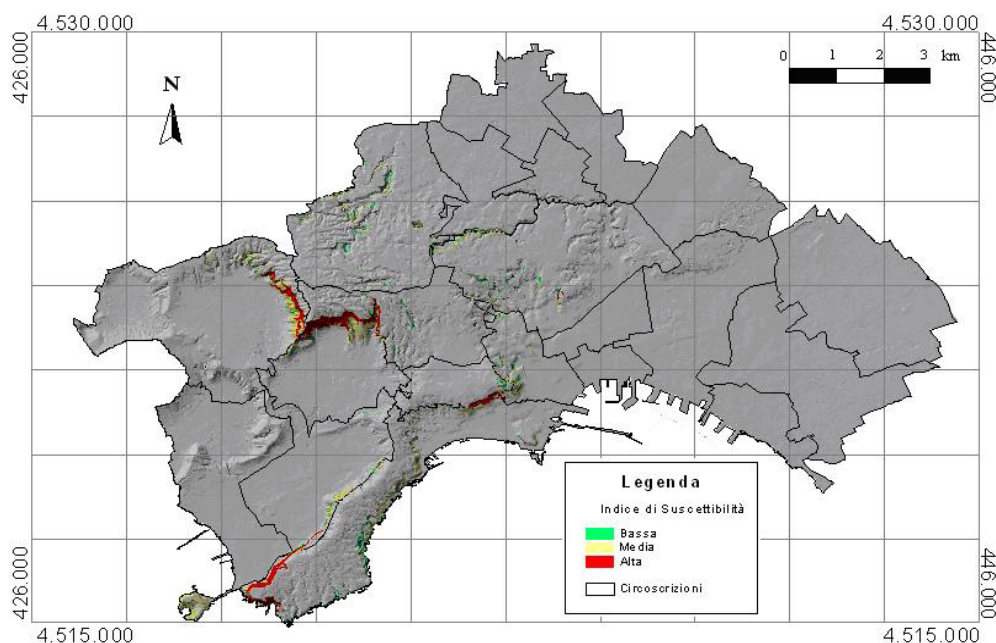 4.530.000
4.530.000
426.000
446.000
0 1 2 3 km
N
Legenda
Indice di Suscettibilità
Bassa
Media
Alta
Circoscrizioni
426.000
446.000
4.515.000
4.515.000